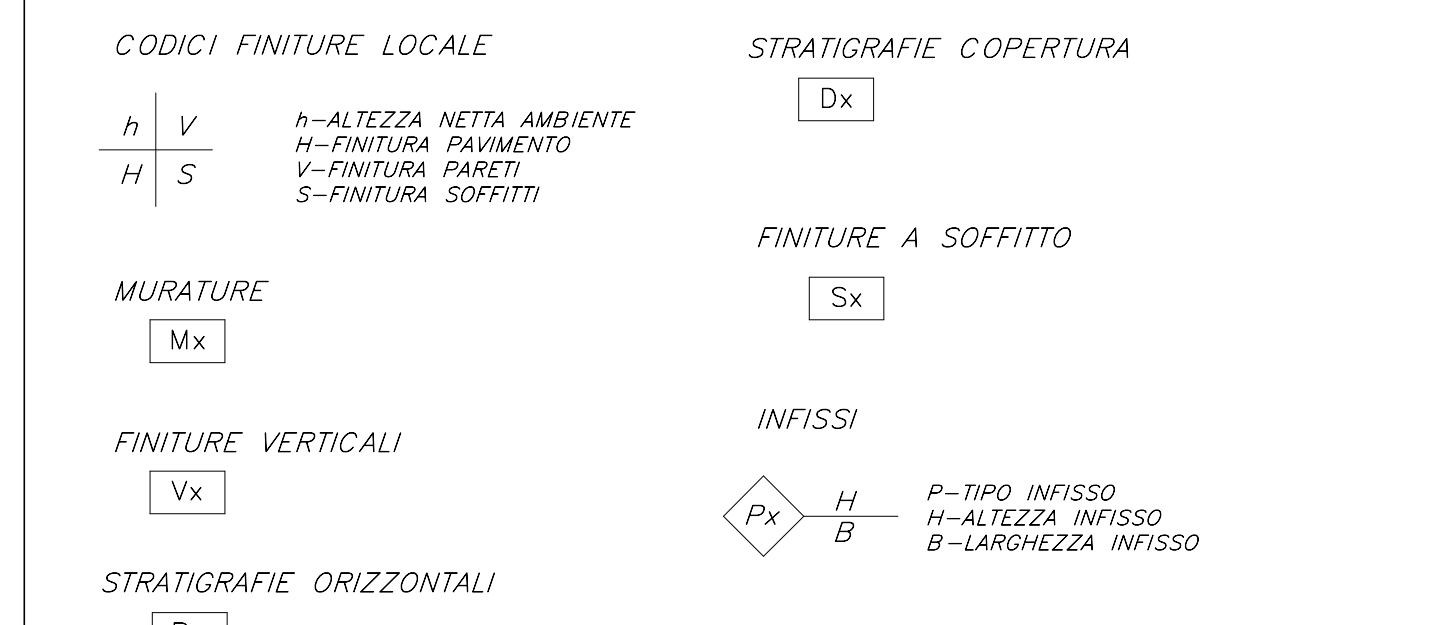 CODICI FINITURE LOCALE
h V
H S
h-ALTEZZA NETTA AMBIENTE
H-FINITURA PAVIMENTO
V-FINITURA PARETI
S-FINITURA SOFFITTI
MURATURE
Mx
FINITURE VERTICALI
Vx
STRATIGRAFIE ORIZZONTALI
STRATIGRAFIE COPERTURA
Dx
FINITURE A SOFFITTO
Sx
INFISSI
Px
H
B
P-TIPO INFISSO
H-ALTEZZA INFISSO
B-LARGHEZZA INFISSO